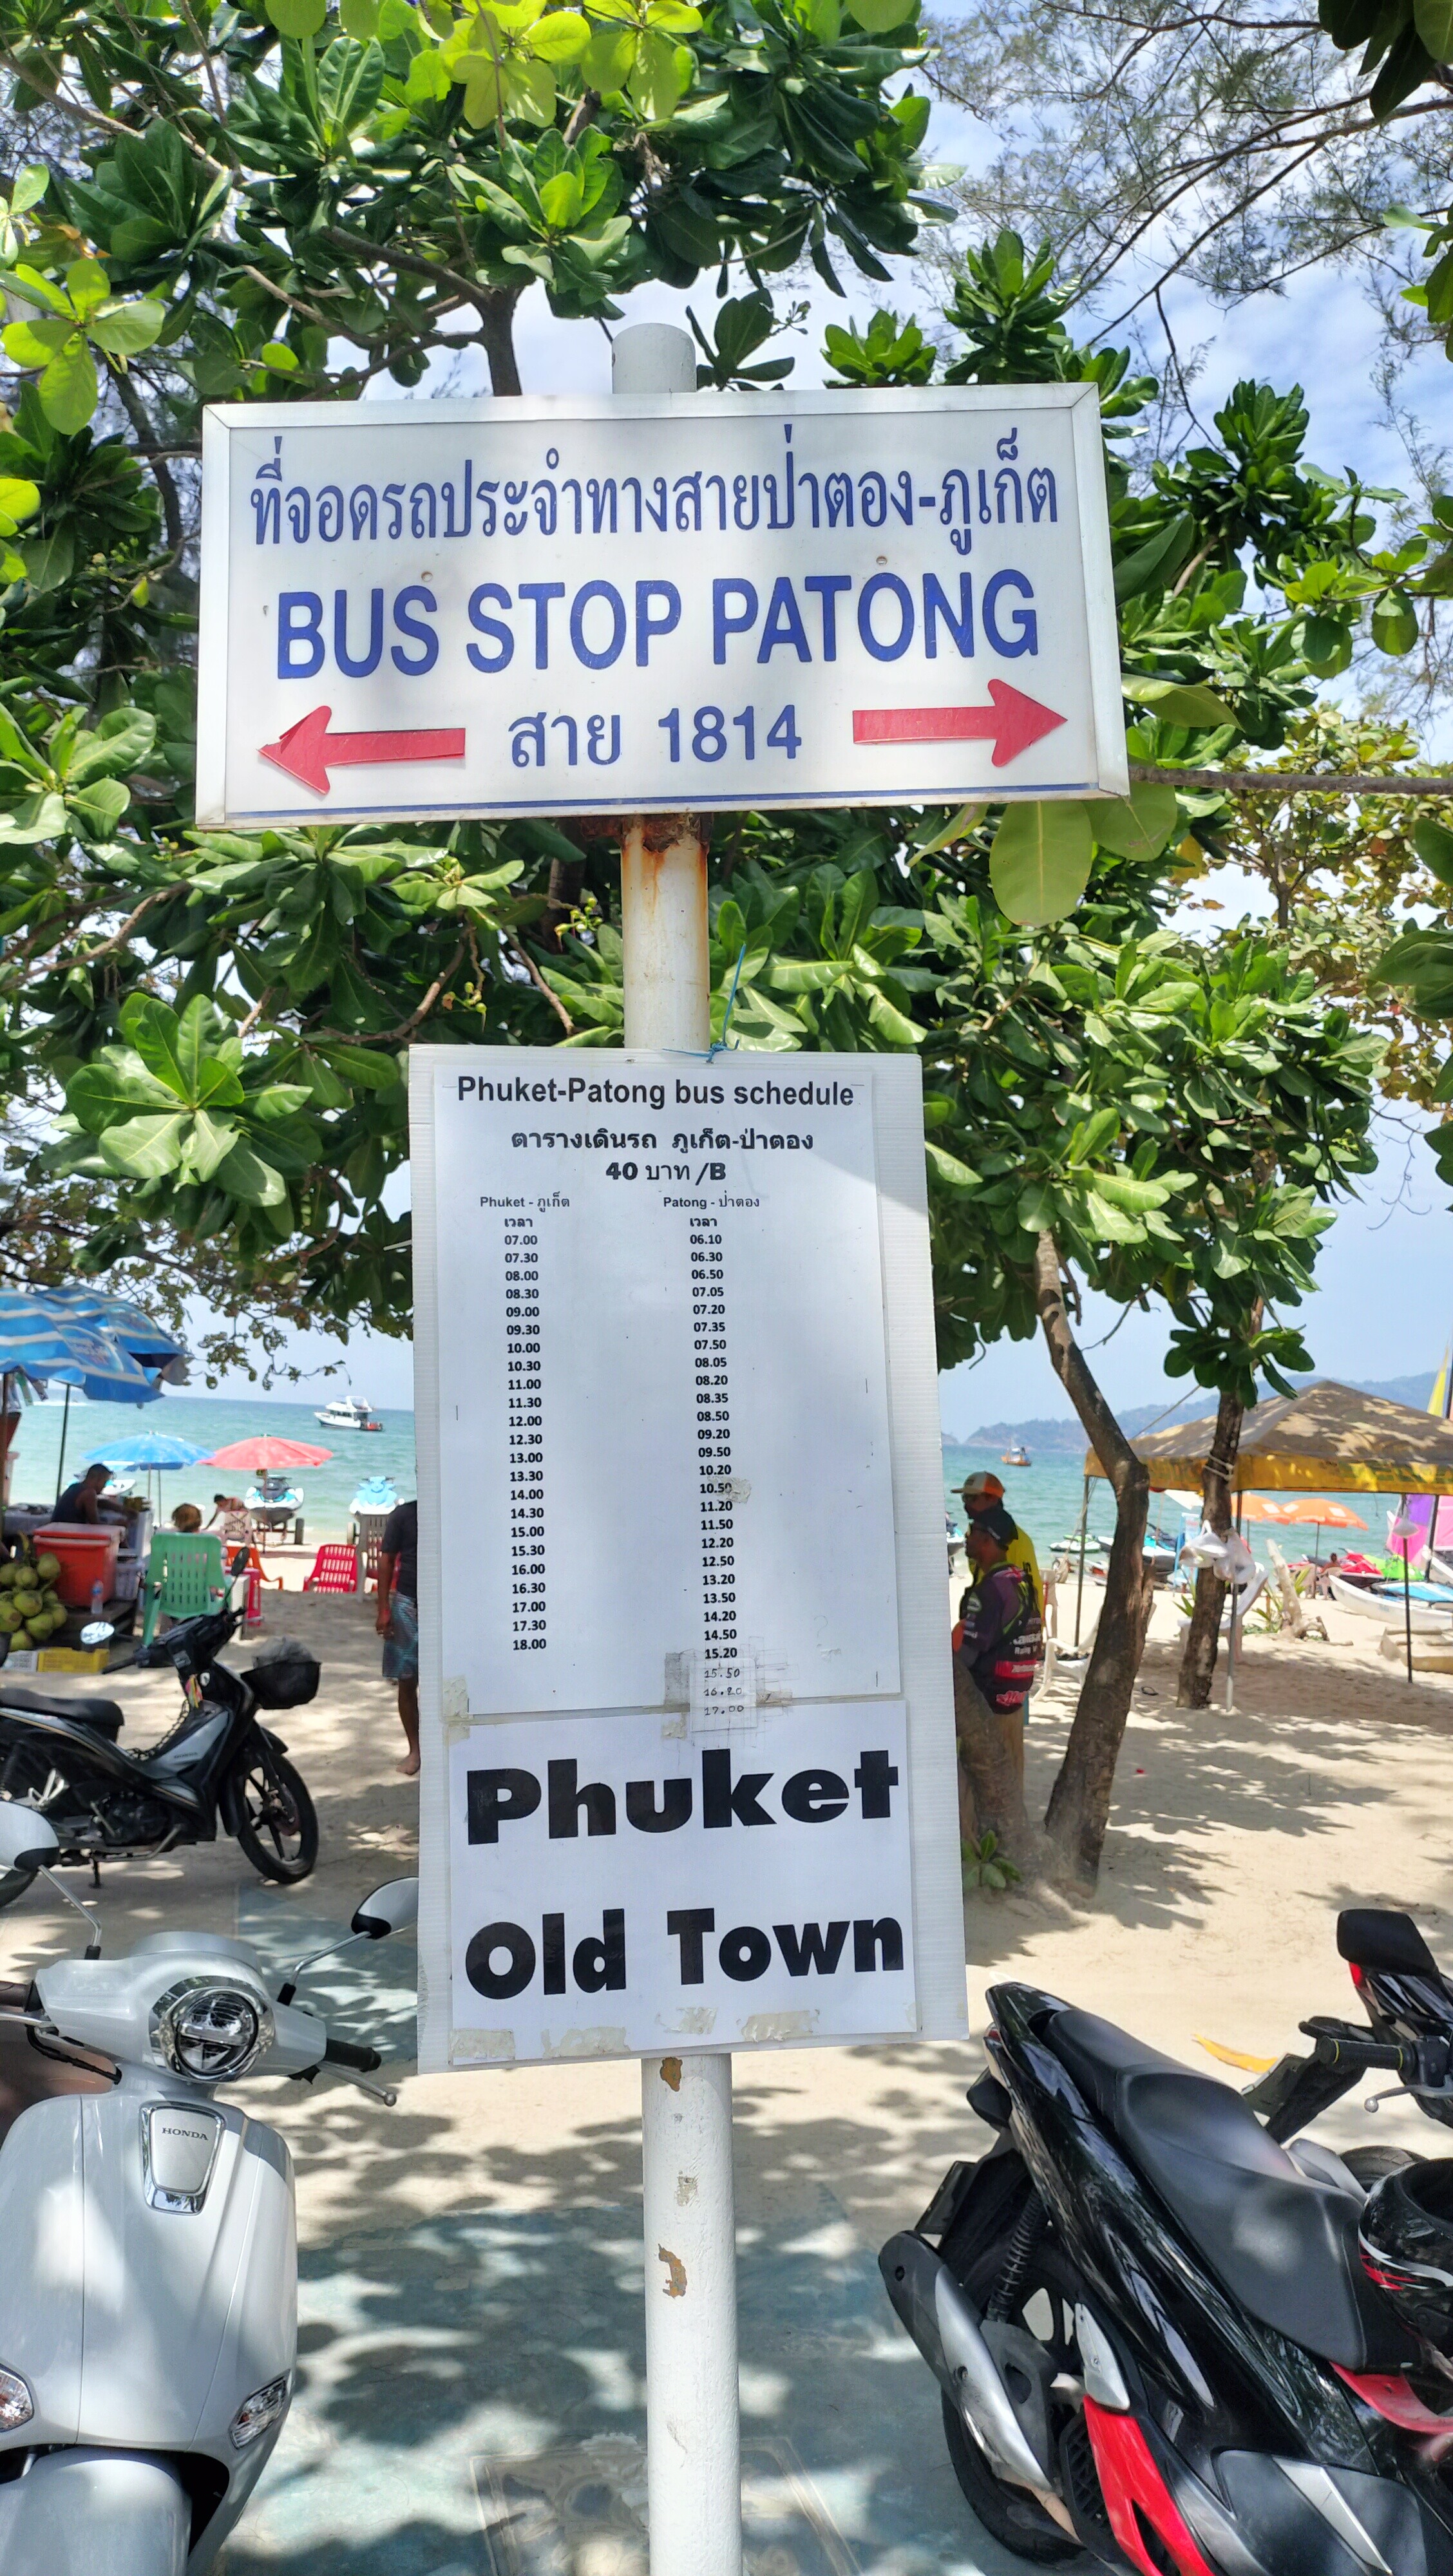 ที่จอดรถประจำทางสายป่าตอง-ภูเก็ต
BUS STOP PATONG
สาย 1814
Phuket-Patong bus schedule
ตารางเดินรถ ภูเก็ต-ป่าตอง
40 บาท /B
Phuket - ภูเก็ต Patong - ป่าตอง
เวลา เวลา
07.00 06.10
07.30 06.30
08.00 06.50
08.30 07.05
09.00 07.20
09.30 07.35
10.00 07.50
10.30 08.05
11.00 08.20
11.30 08.35
12.00 08.50
12.30 09.20
13.00 09.50
13.30 10.20
14.00 10.50
14.30 11.20
15.00 11.50
15.30 12.20
16.00 12.50
16.30 13.20
17.00 13.50
17.30 14.20
18.00 14.50
15.20
15.50
16.20
17.00
Phuket
Old Town
HONDA